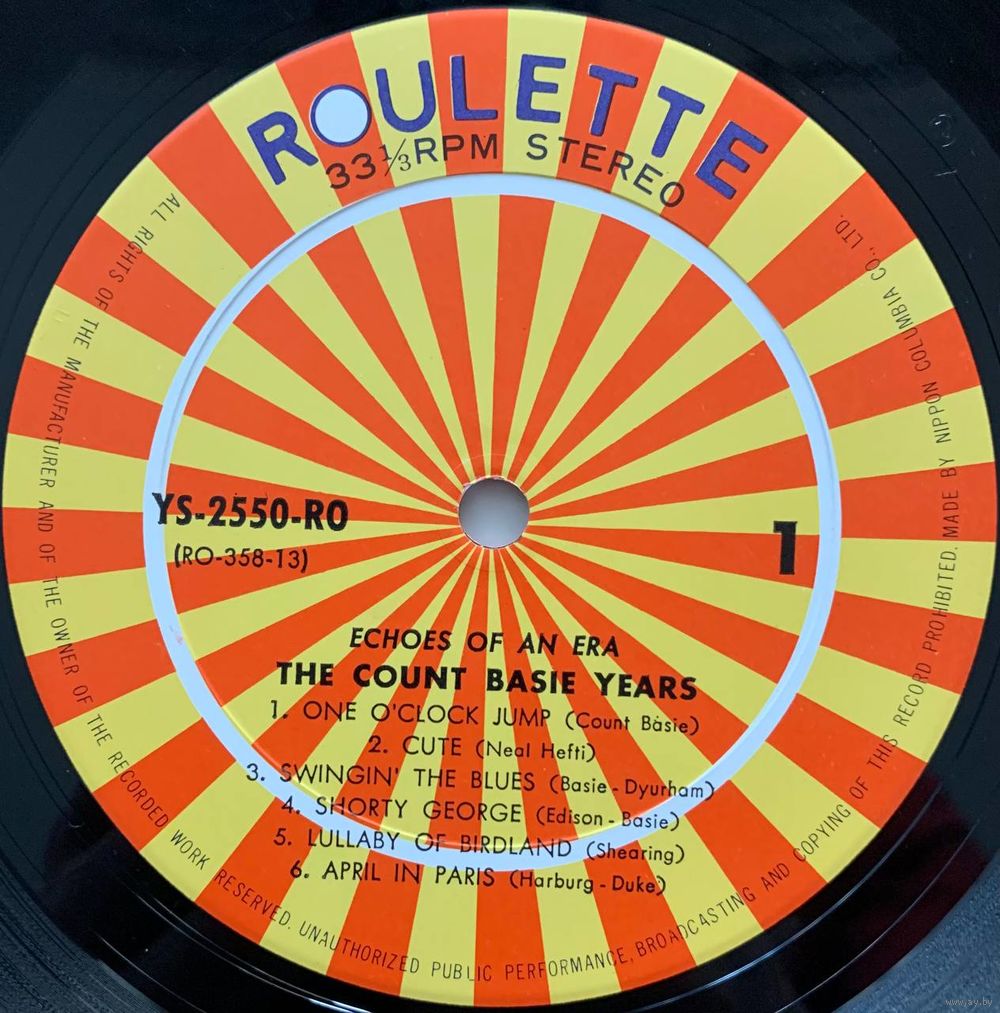 ROULETTE
33⅓RPM STEREO
ALL RIGHTS OF THE MANUFACTURER AND OF THE OWNER OF THE RECORDED WORK RESERVED. UNAUTHORIZED PUBLIC PERFORMANCE, BROADCASTING AND COPYING OF THIS RECORD PROHIBITED. MADE BY NIPPON COLUMBIA CO., LTD.
YS-2550-RO
(RO-358-13)
1
ECHOES OF AN ERA
THE COUNT BASIE YEARS
1. ONE O'CLOCK JUMP (Count Basie)
2. CUTE (Neal Hefti)
3. SWINGIN' THE BLUES (Basie - Dyurham)
4. SHORTY GEORGE (Edison - Basie)
5. LULLABY OF BIRDLAND (Shearing)
6. APRIL IN PARIS (Harburg - Duke)
www.ay.by